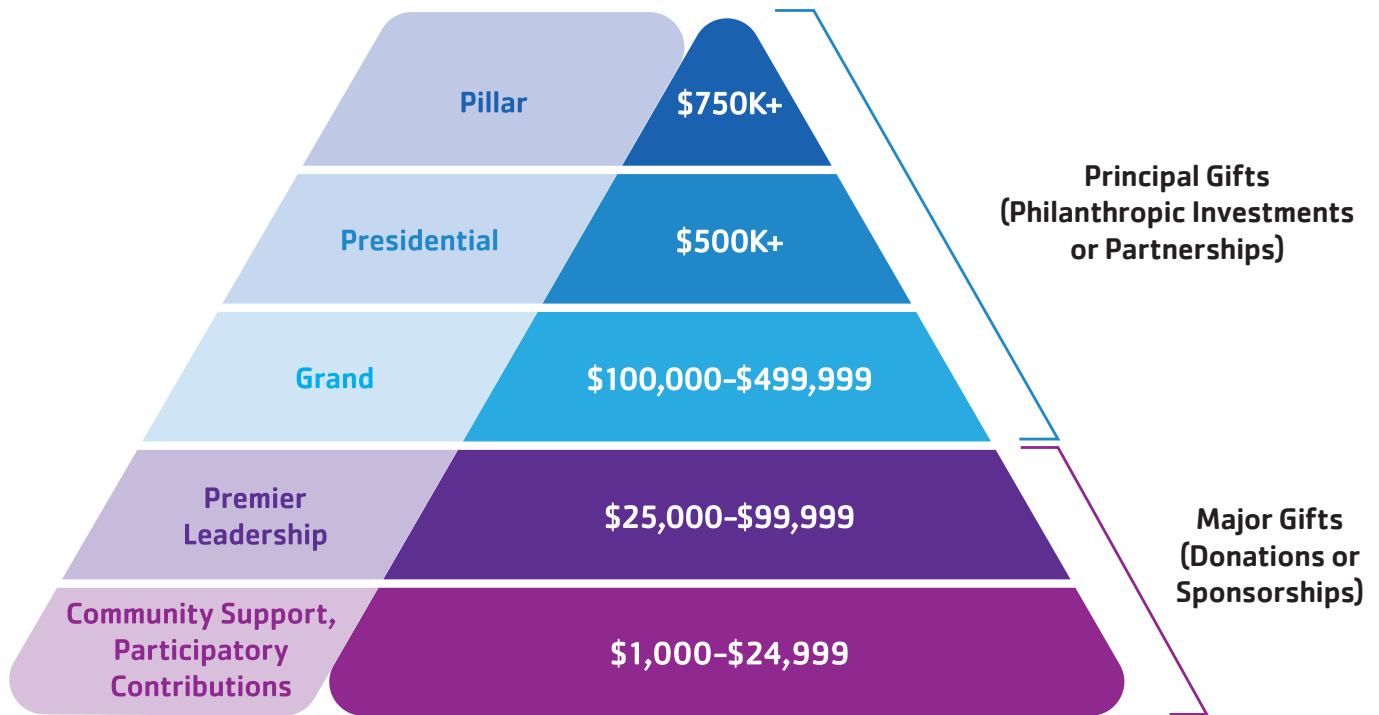 Pillar
$750K+
Presidential
$500K+
Grand
$100,000–$499,999
Principal Gifts
(Philanthropic Investments
or Partnerships)
Premier
Leadership
$25,000–$99,999
Community Support,
Participatory
Contributions
$1,000–$24,999
Major Gifts
(Donations or
Sponsorships)